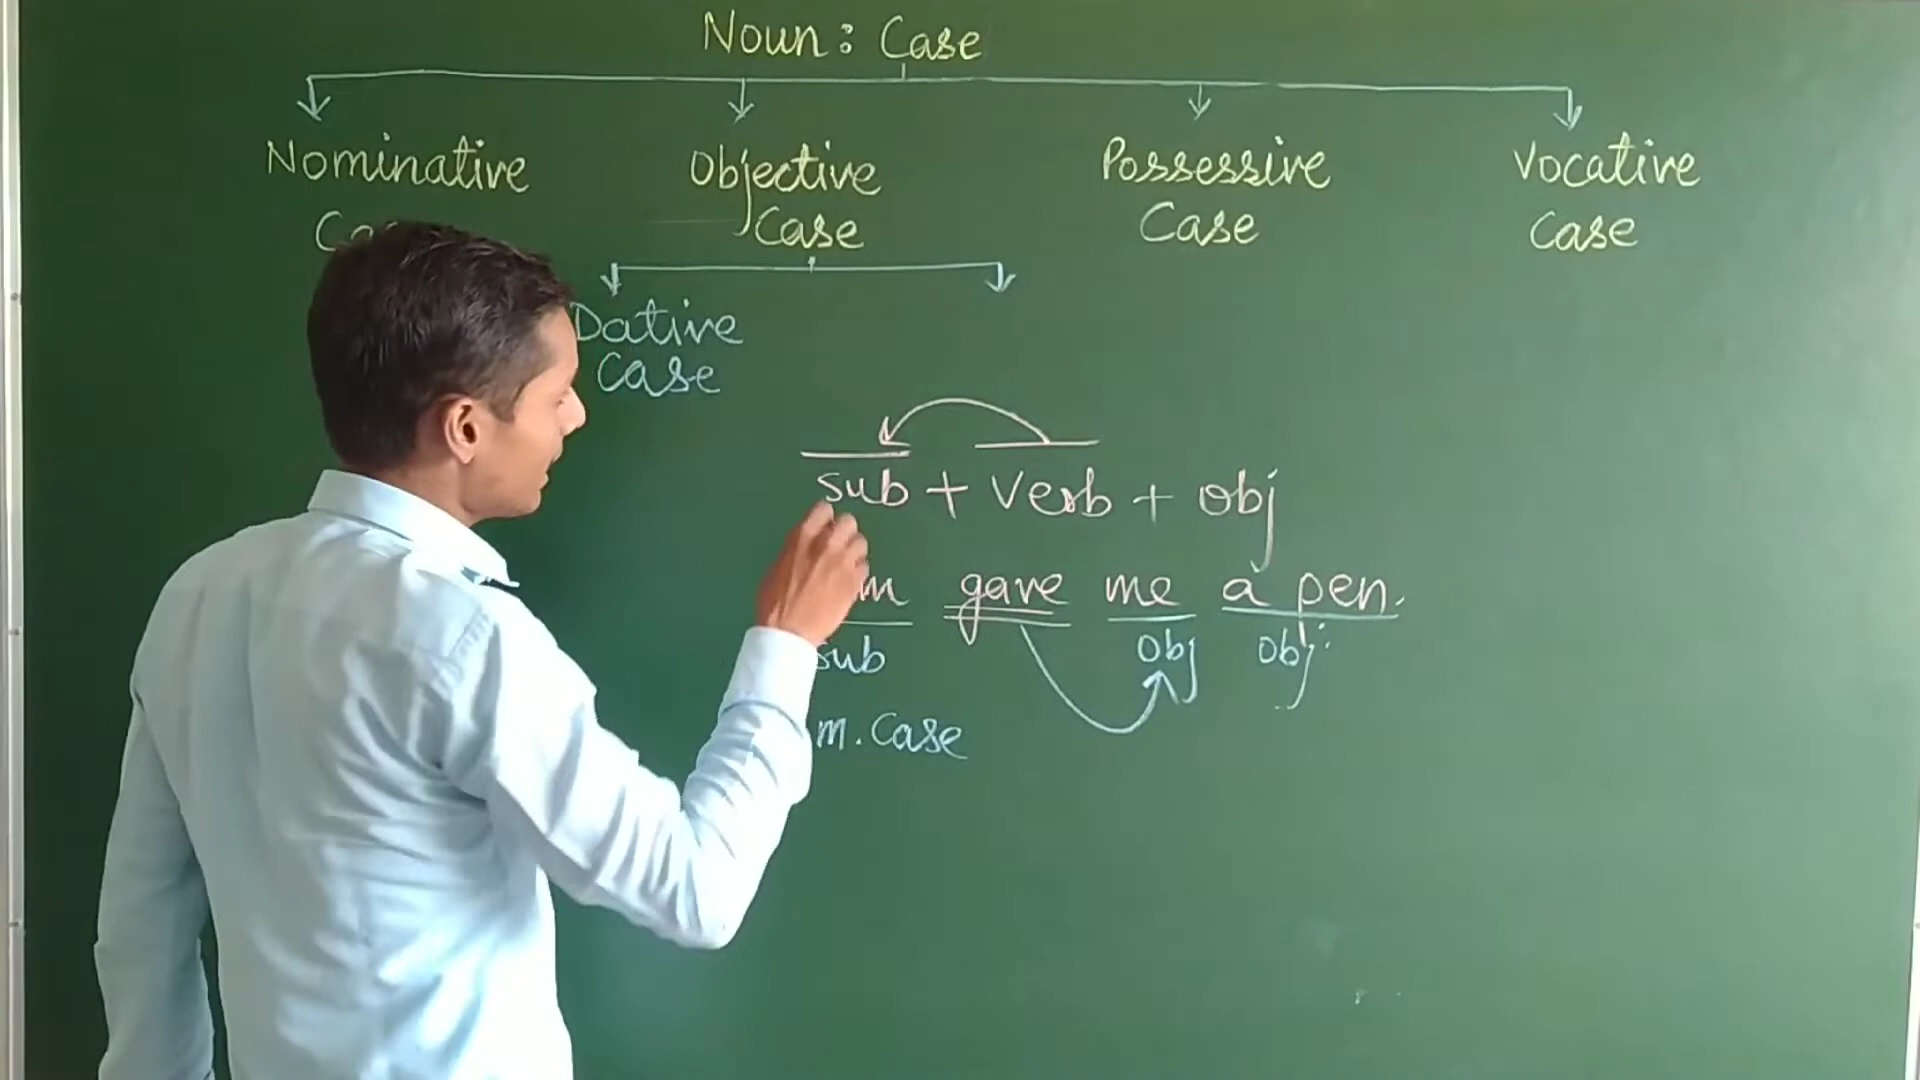 Noun : Case
Nominative Objective Possessive Vocative
Case Case Case
Dative
Case
sub + Verb + obj
gave me a pen.
sub obj obj
m. Case